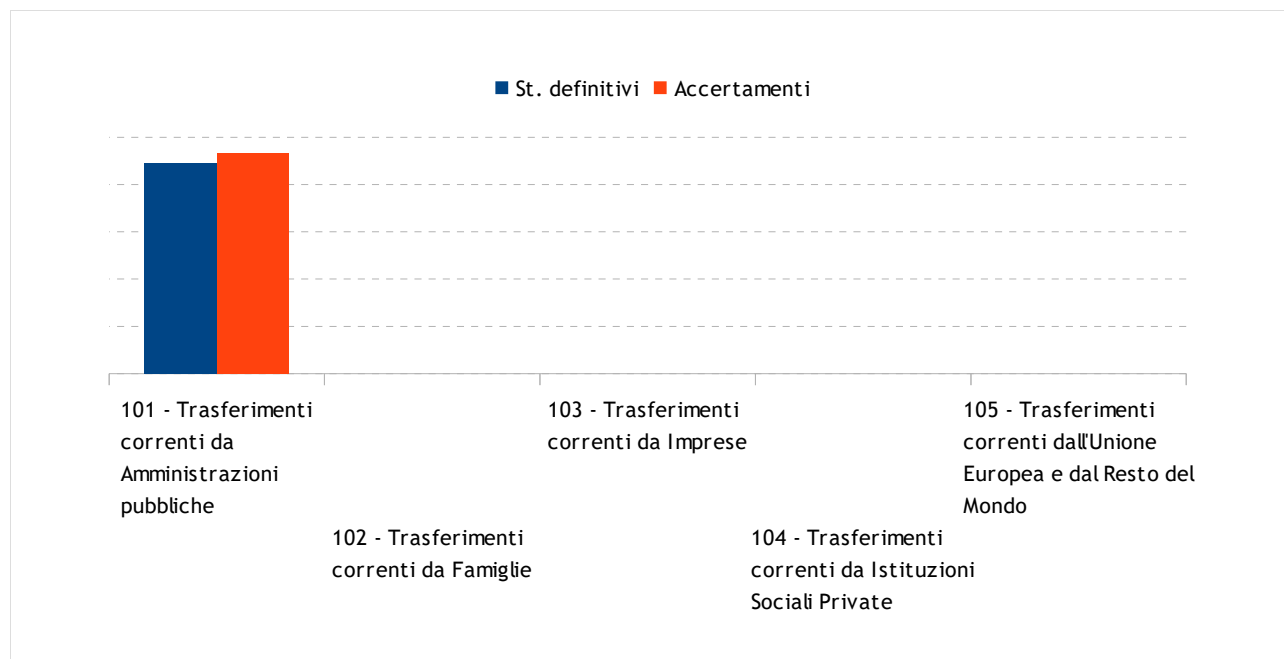 St. definitivi Accertamenti
101 - Trasferimenti
correnti da
Amministrazioni
pubbliche
102 - Trasferimenti
correnti da Famiglie
103 - Trasferimenti
correnti da Imprese
104 - Trasferimenti
correnti da Istituzioni
Sociali Private
105 - Trasferimenti
correnti dall'Unione
Europea e dal Resto del
Mondo